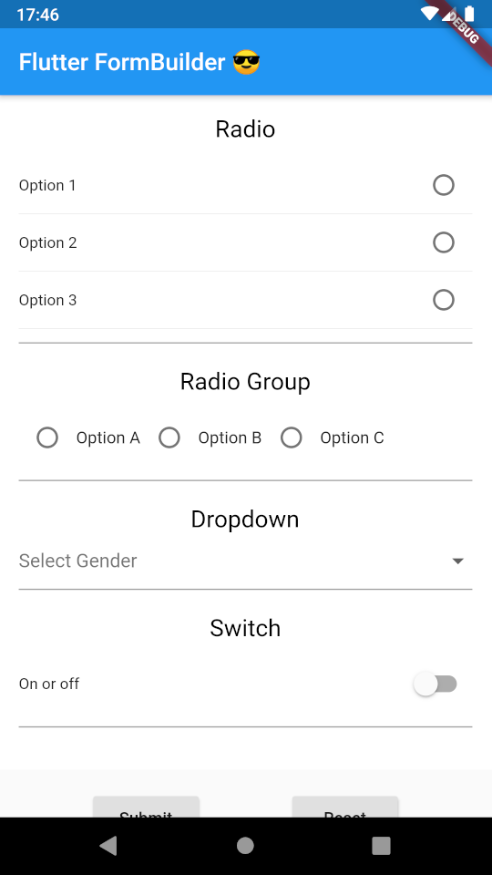 17:46
DEBUG
Flutter FormBuilder 😎
Radio
Option 1
Option 2
Option 3
Radio Group
Option A Option B Option C
Dropdown
Select Gender
Switch
On or off
Submit Reset